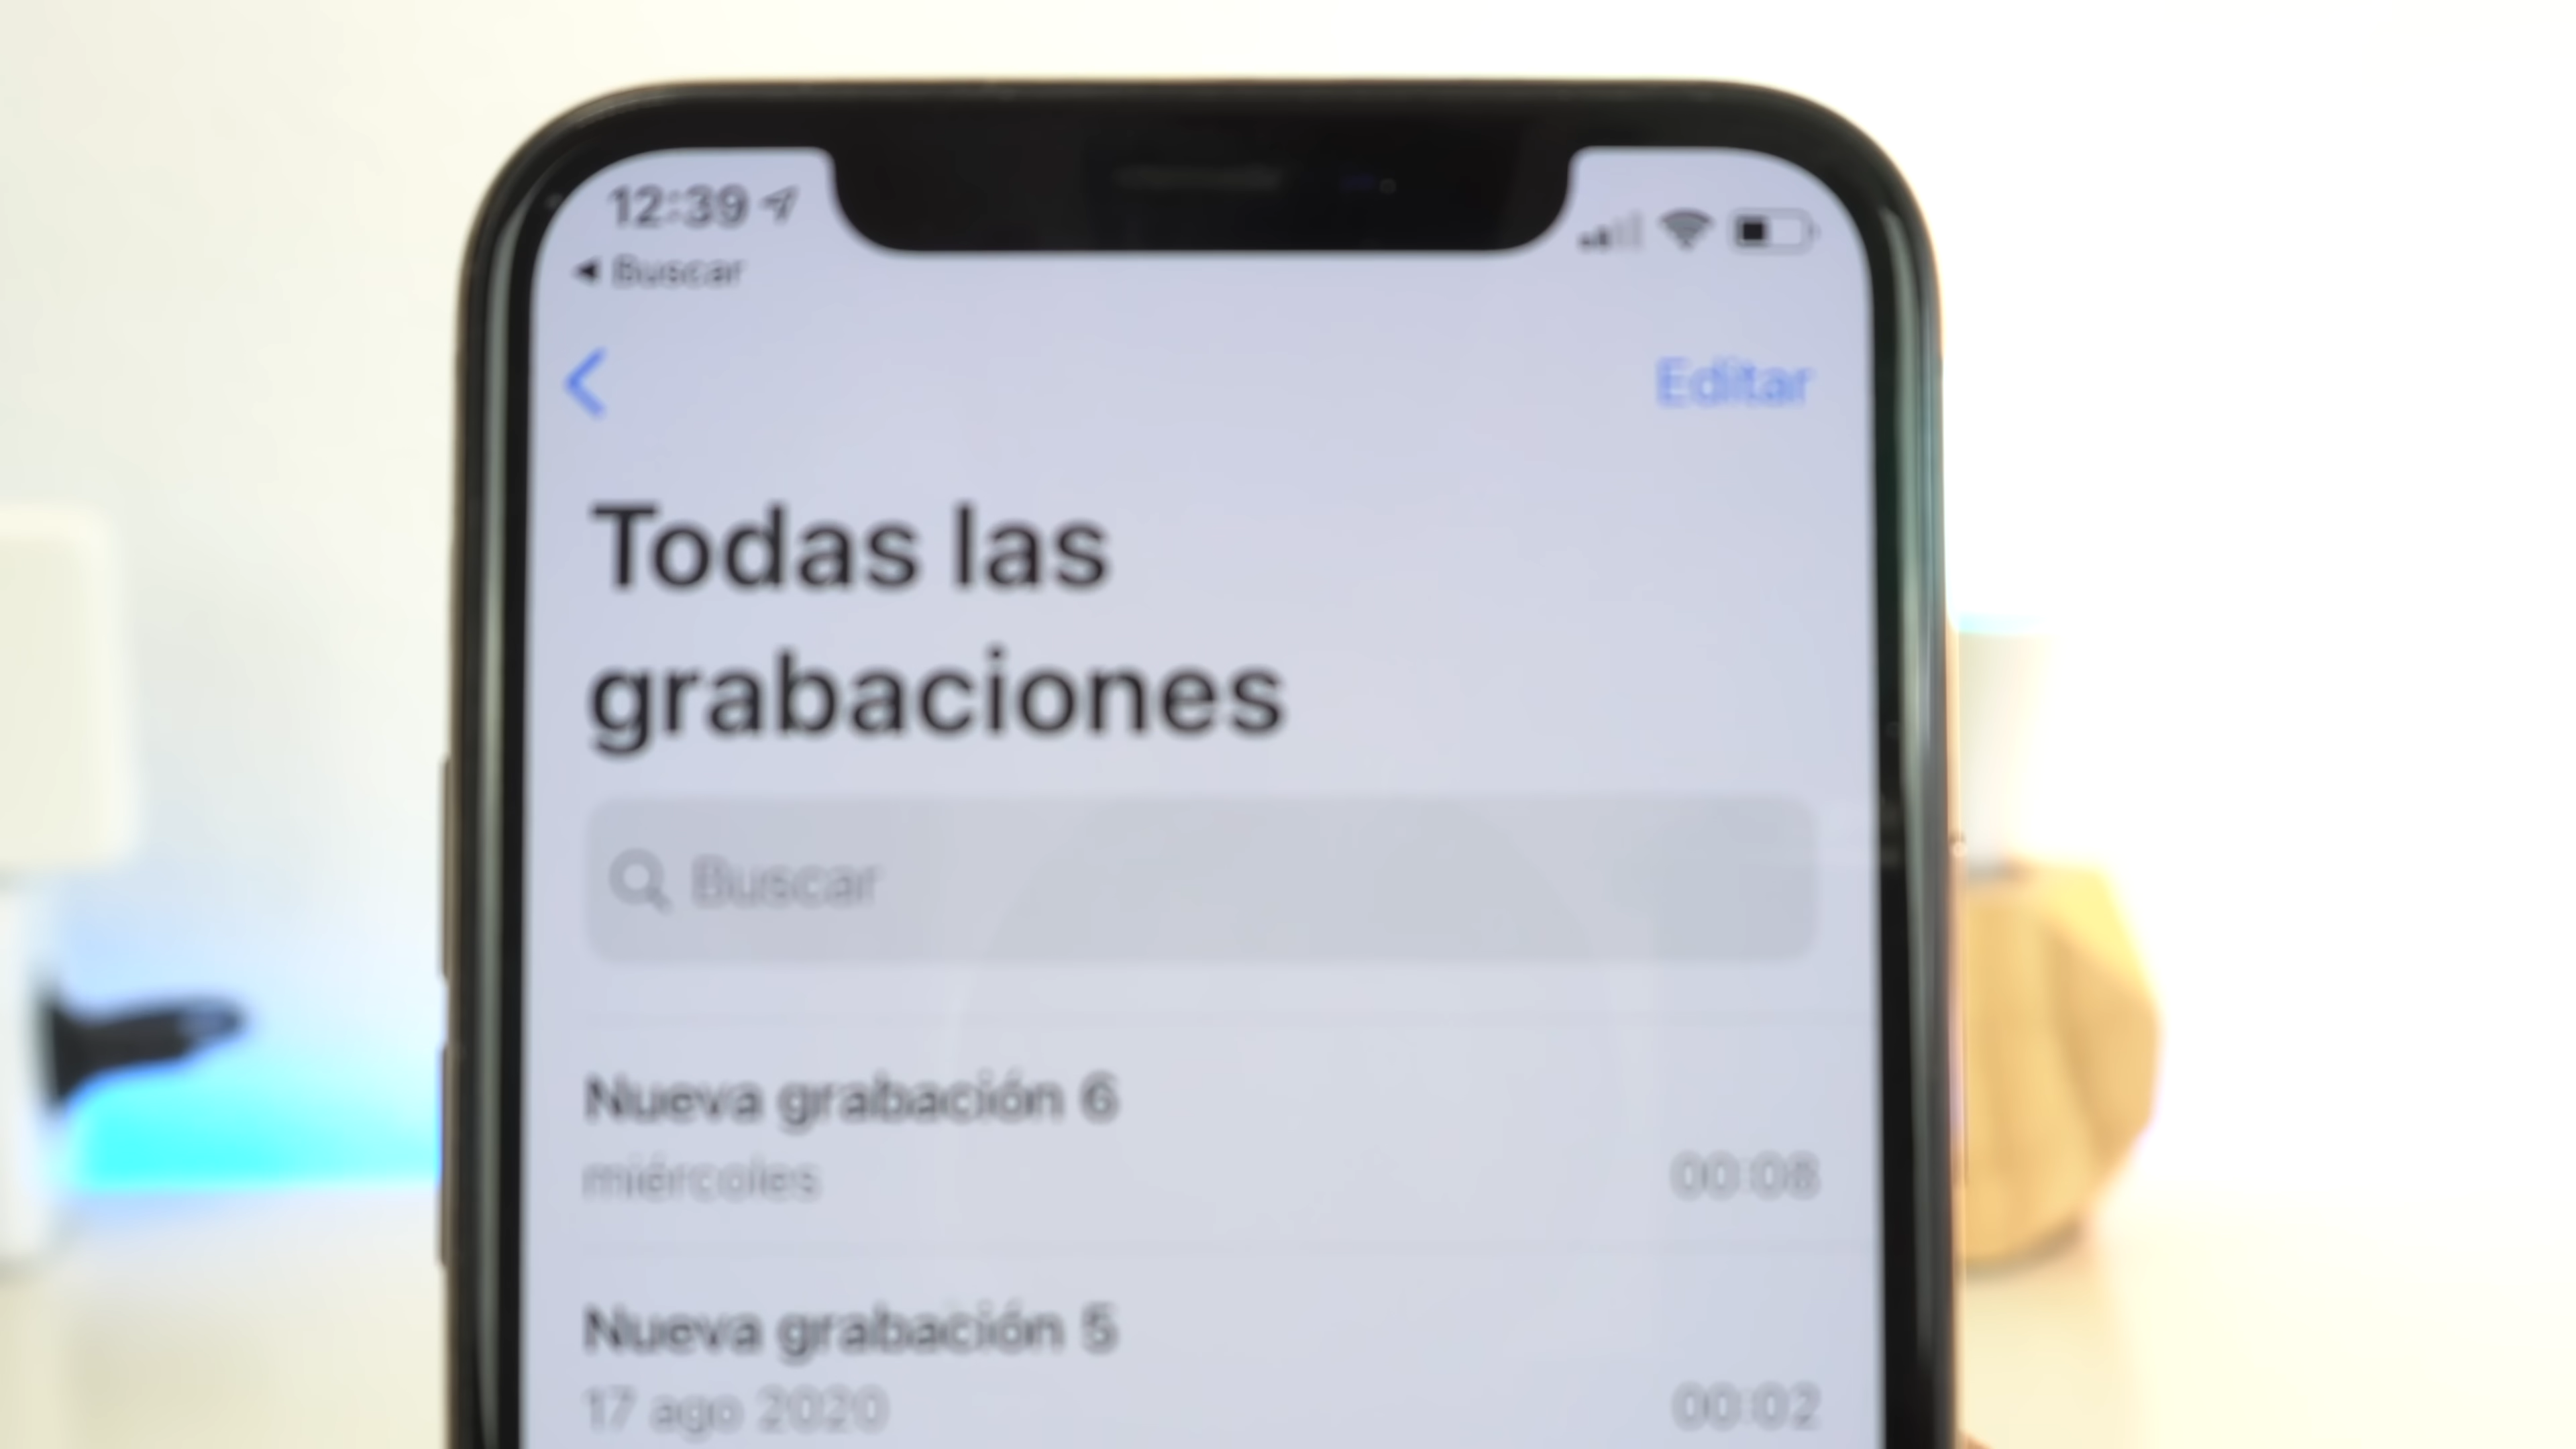 12:39
◀ Buscar
Editar
Todas las
grabaciones
Buscar
Nueva grabación 6
miércoles
00:08
Nueva grabación 5
17 ago 2020
00:02